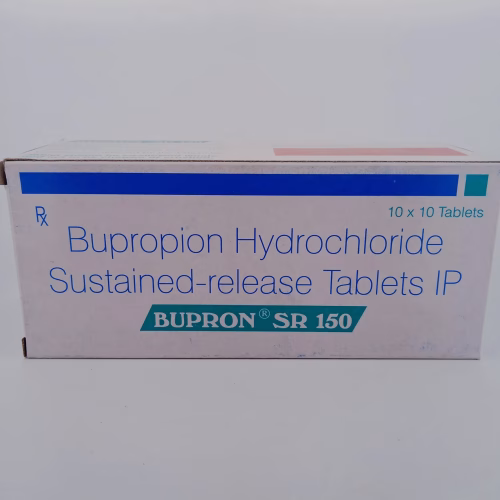 ℞
10 x 10 Tablets
Bupropion Hydrochloride
Sustained-release Tablets IP
BUPRON® SR 150